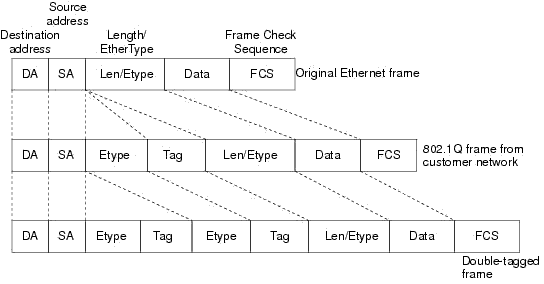 Source
address
Destination
address
Length/
EtherType
Frame Check
Sequence
DA SA Len/Etype Data FCS
Original Ethernet frame
DA SA Etype Tag Len/Etype Data FCS
802.1Q frame from
customer network
DA SA Etype Tag Etype Tag Len/Etype Data FCS
Double-tagged
frame